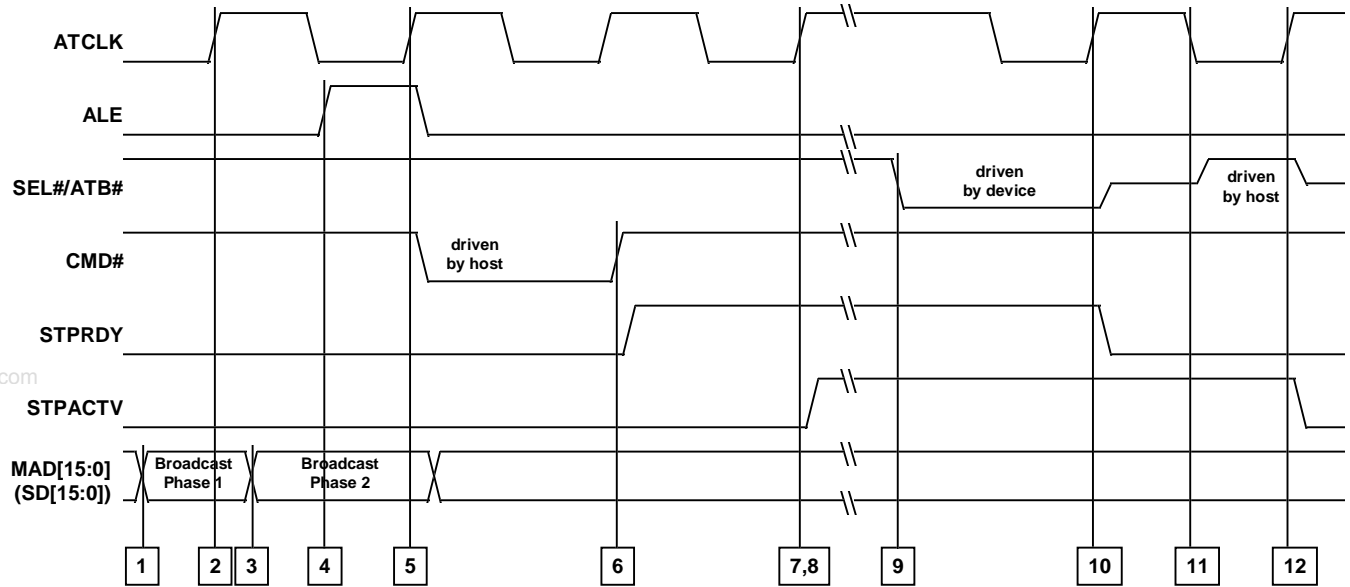 ATCLK
ALE
SEL#/ATB#
driven
by device
driven
by host
CMD#
driven
by host
STPRDY
com
STPACTV
MAD[15:0]
(SD[15:0])
Broadcast
Phase 1
Broadcast
Phase 2
1
2
3
4
5
6
7,8
9
10
11
12